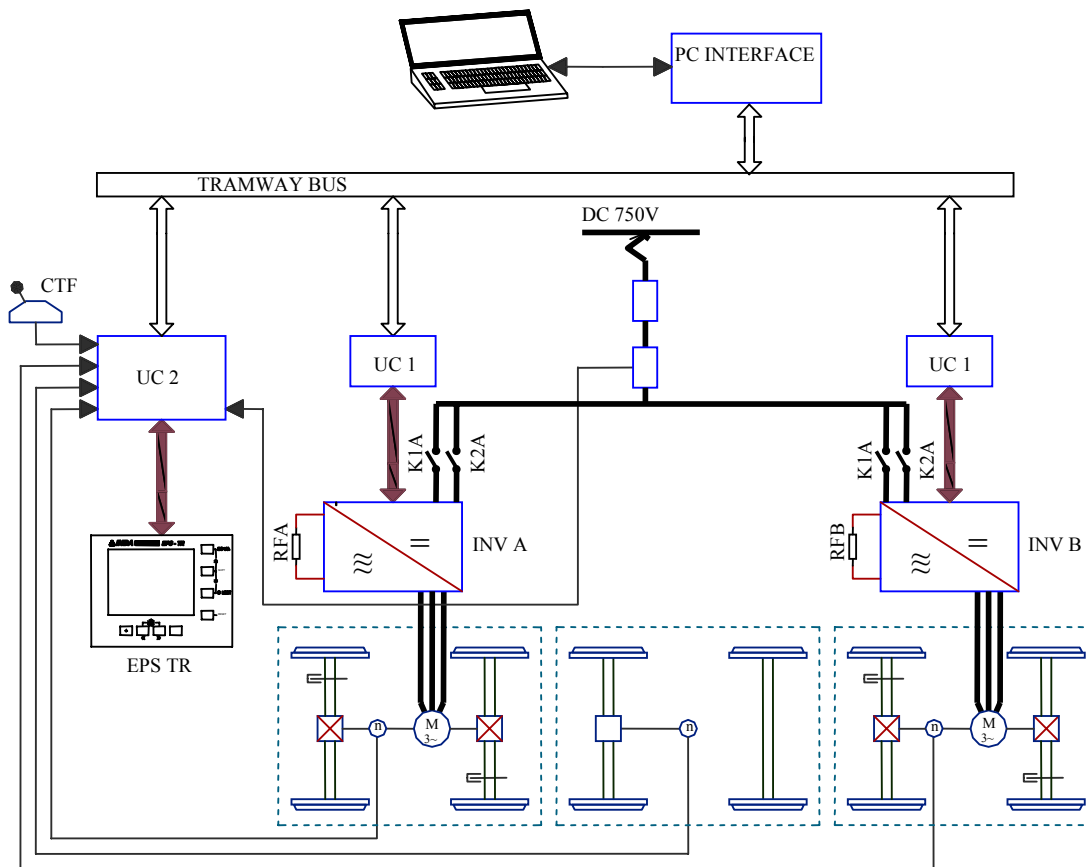 PC INTERFACE
TRAMWAY BUS
DC 750V
CTF
UC 2
UC 1
UC 1
K1A
K2A
K1A
K2A
RFA
INV A
RFB
INV B
EPS TR
n
M
3~
n
n
M
3~